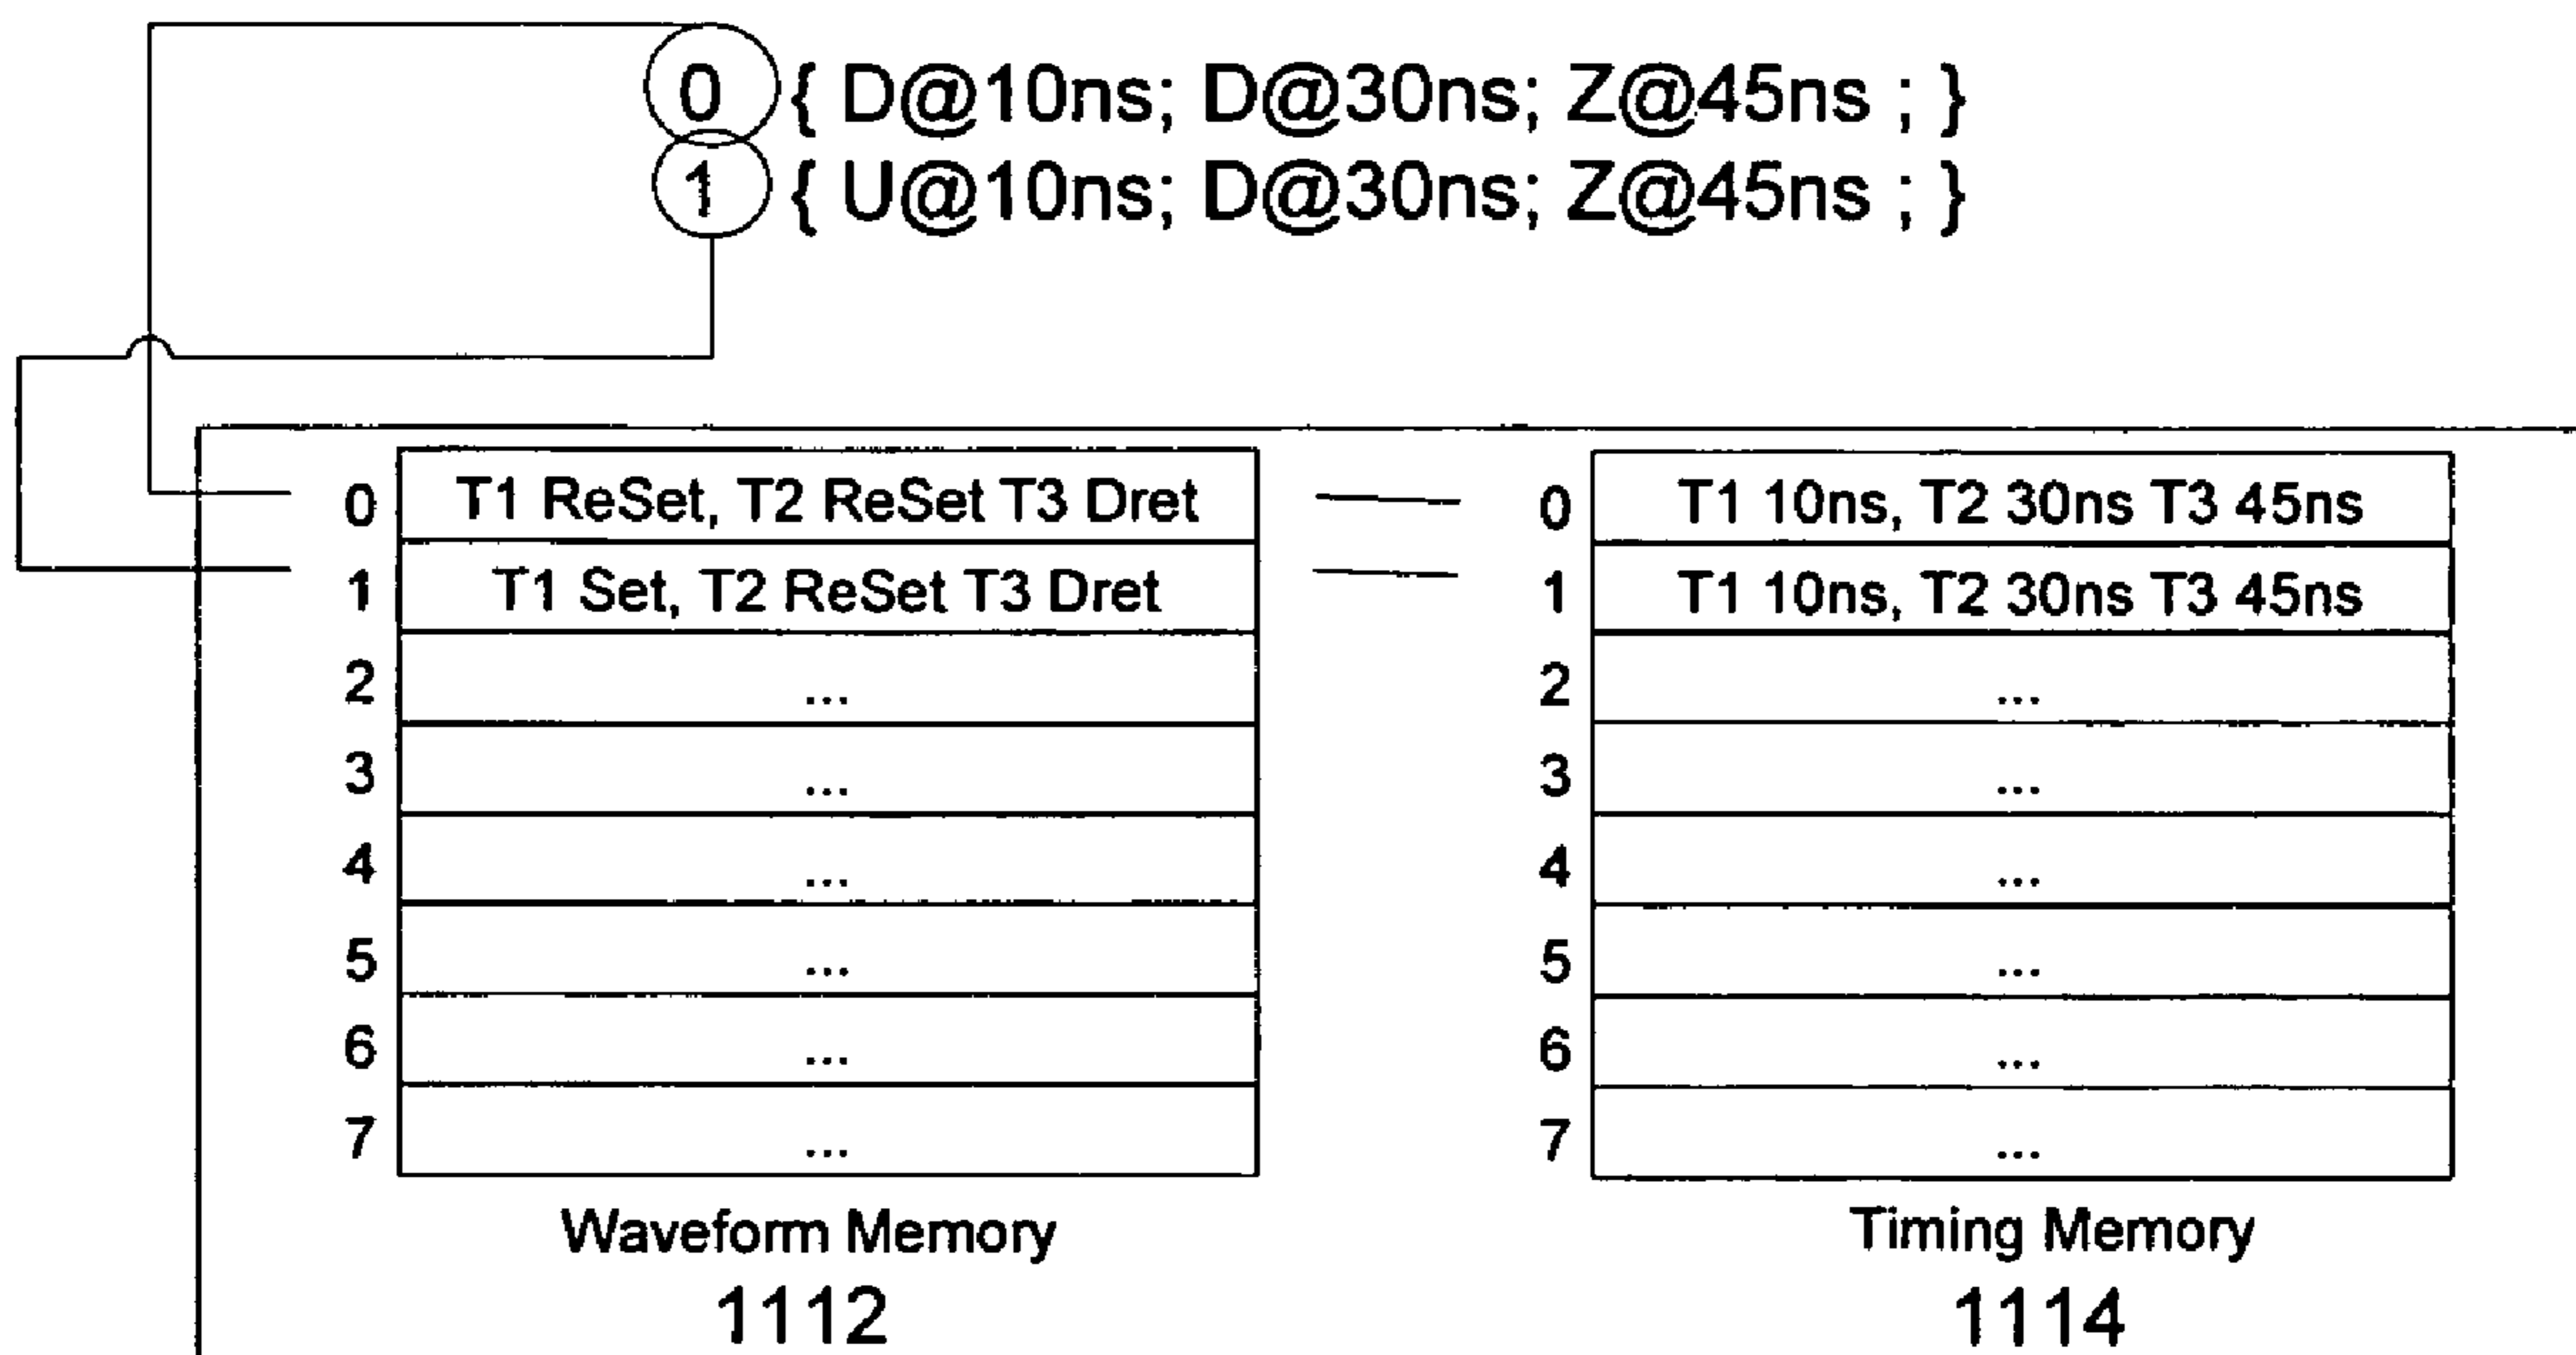 0 { D@10ns; D@30ns; Z@45ns ; }
1 { U@10ns; D@30ns; Z@45ns ; }
0 T1 ReSet, T2 ReSet T3 Dret 0 T1 10ns, T2 30ns T3 45ns
1 T1 Set, T2 ReSet T3 Dret 1 T1 10ns, T2 30ns T3 45ns
2 ... 2 ...
3 ... 3 ...
4 ... 4 ...
5 ... 5 ...
6 ... 6 ...
7 ... 7 ...
Waveform Memory Timing Memory
1112 1114